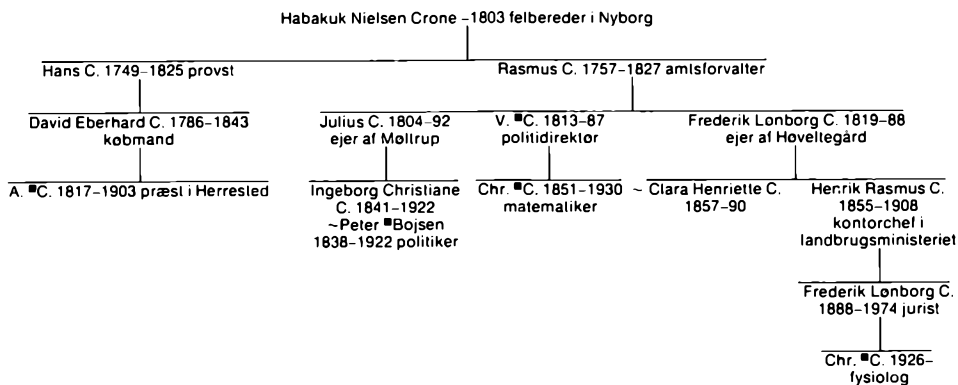 Habakuk Nielsen Crone –1803 felbereder i Nyborg
Hans C. 1749–1825 provst
Rasmus C. 1757–1827 amtsforvalter
David Eberhard C. 1786–1843
købmand
Julius C. 1804–92
ejer af Møltrup
V. ■C. 1813–87
politidirektør
Frederik Lønborg C. 1819–88
ejer af Høveltegård
A. ■C. 1817–1903 præst i Herrested
Ingeborg Christiane
C. 1841–1922
~Peter ■Bojsen
1838–1922 politiker
Chr. ■C. 1851–1930
matematiker
~ Clara Henriette C.
1857–90
Henrik Rasmus C.
1855–1908
kontorchef i
landbrugsministeriet
Frederik Lønborg C.
1888–1974 jurist
Chr. ■C. 1926–
fysiolog